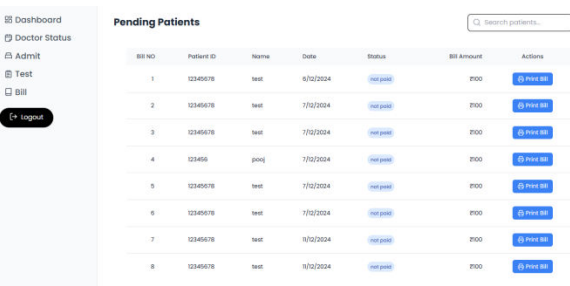 Dashboard
Doctor Status
Admit
Test
Bill
Logout
Pending Patients
Search patients...
Bill NO Patient ID Name Date Status Bill Amount Actions
1 12345678 test 6/12/2024 not paid ₹100 Print Bill
2 12345678 test 7/12/2024 not paid ₹100 Print Bill
3 12345678 test 7/12/2024 not paid ₹100 Print Bill
4 123456 pooj 7/12/2024 not paid ₹100 Print Bill
5 12345678 test 7/12/2024 not paid ₹100 Print Bill
6 12345678 test 7/12/2024 not paid ₹100 Print Bill
7 12345678 test 11/12/2024 not paid ₹100 Print Bill
8 12345678 test 11/12/2024 not paid ₹100 Print Bill